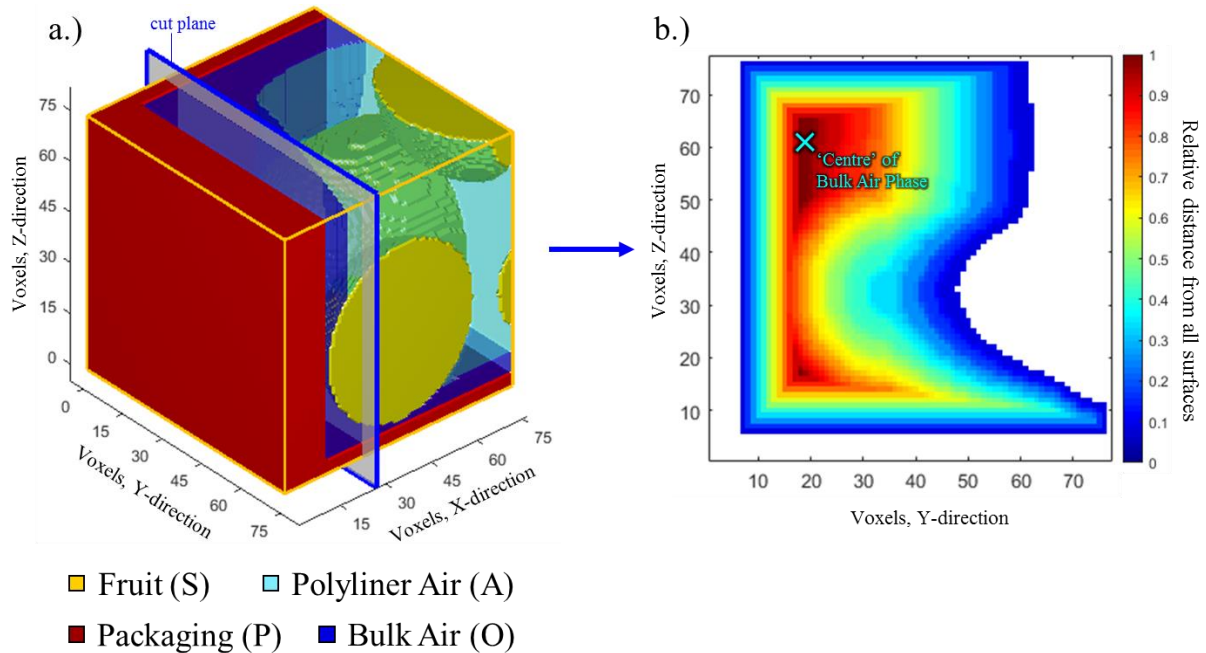 a.)
cut plane
75
60
45
30
15
0
Voxels, Z-direction
0
15
30
45
60
75
Voxels, Y-direction
15
30
45
60
75
Voxels, X-direction
b.)
70
60
50
40
30
20
10
Voxels, Z-direction
10
20
30
40
50
60
70
Voxels, Y-direction
‘Centre’ of
Bulk Air Phase
1
0.9
0.8
0.7
0.6
0.5
0.4
0.3
0.2
0.1
0
Relative distance from all surfaces
Fruit (S)
Polyliner Air (A)
Packaging (P)
Bulk Air (O)